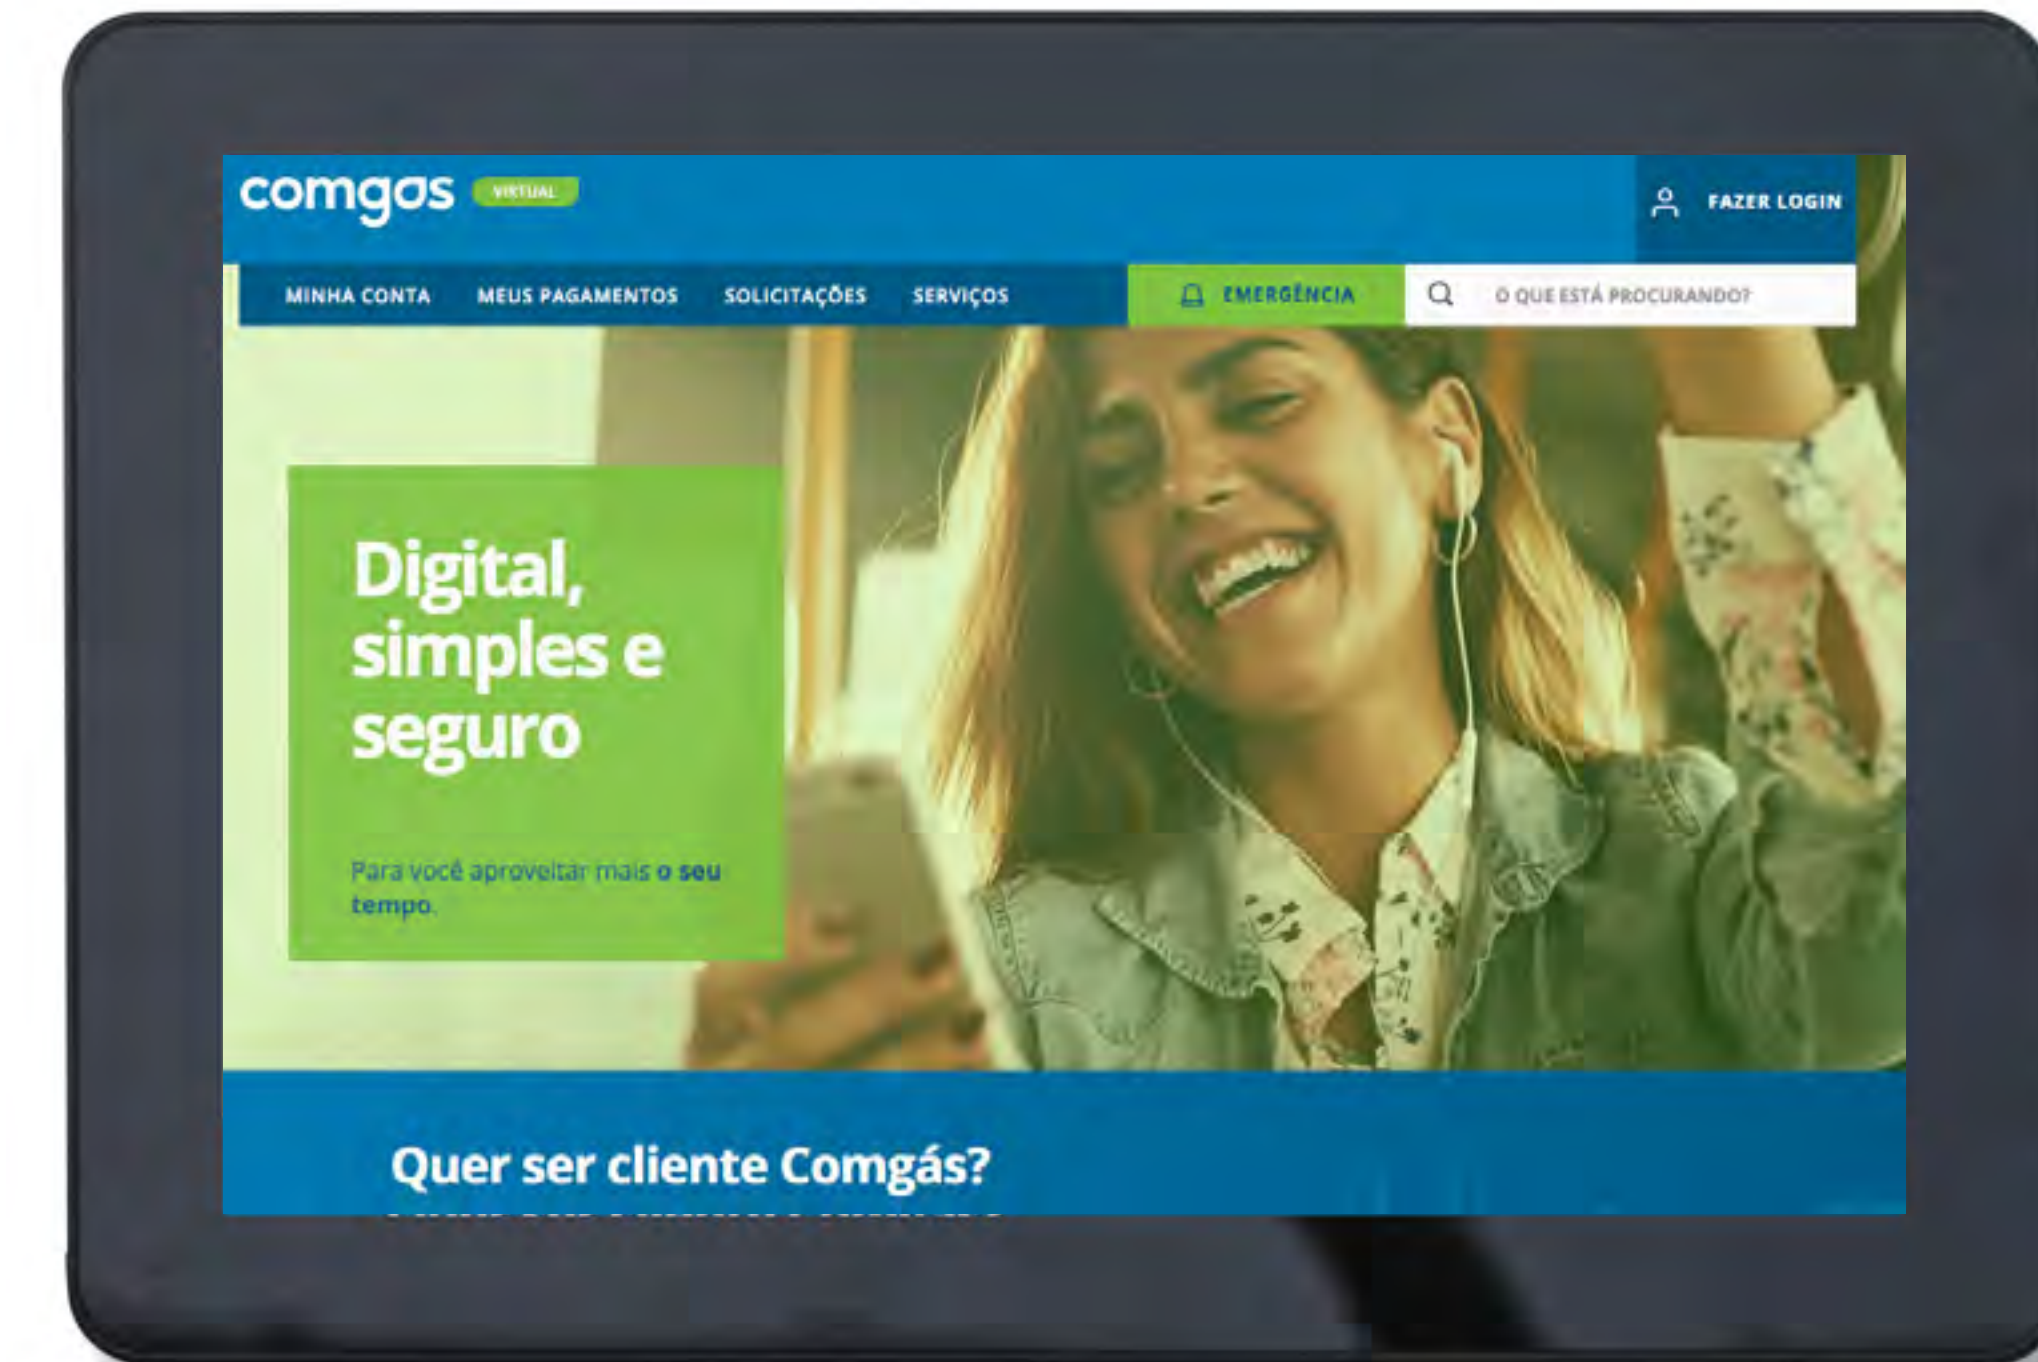 comgas VIRTUAL
FAZER LOGIN
MINHA CONTA MEUS PAGAMENTOS SOLICITAÇÕES SERVIÇOS EMERGÊNCIA O QUE ESTÁ PROCURANDO?
Digital,
simples e
seguro
Para você aproveitar mais o seu
tempo.
Quer ser cliente Comgás?